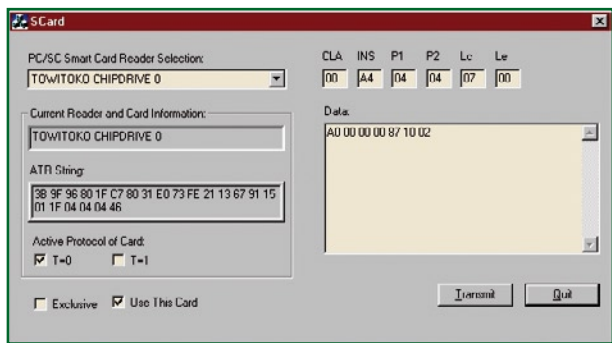 SCard
PC/SC Smart Card Reader Selection:
TOWITOKO CHIPDRIVE 0
Current Reader and Card Information:
TOWITOKO CHIPDRIVE 0
ATR String:
3B 9F 96 80 1F C7 80 31 E0 73 FE 21 13 67 91 15
01 1F 04 04 04 46
Active Protocol of Card:
T=0 T=1
Exclusive Use This Card
CLA INS P1 P2 Lc Le
00 A4 04 04 07 00
Data:
A0 00 00 00 87 10 02
Transmit Quit